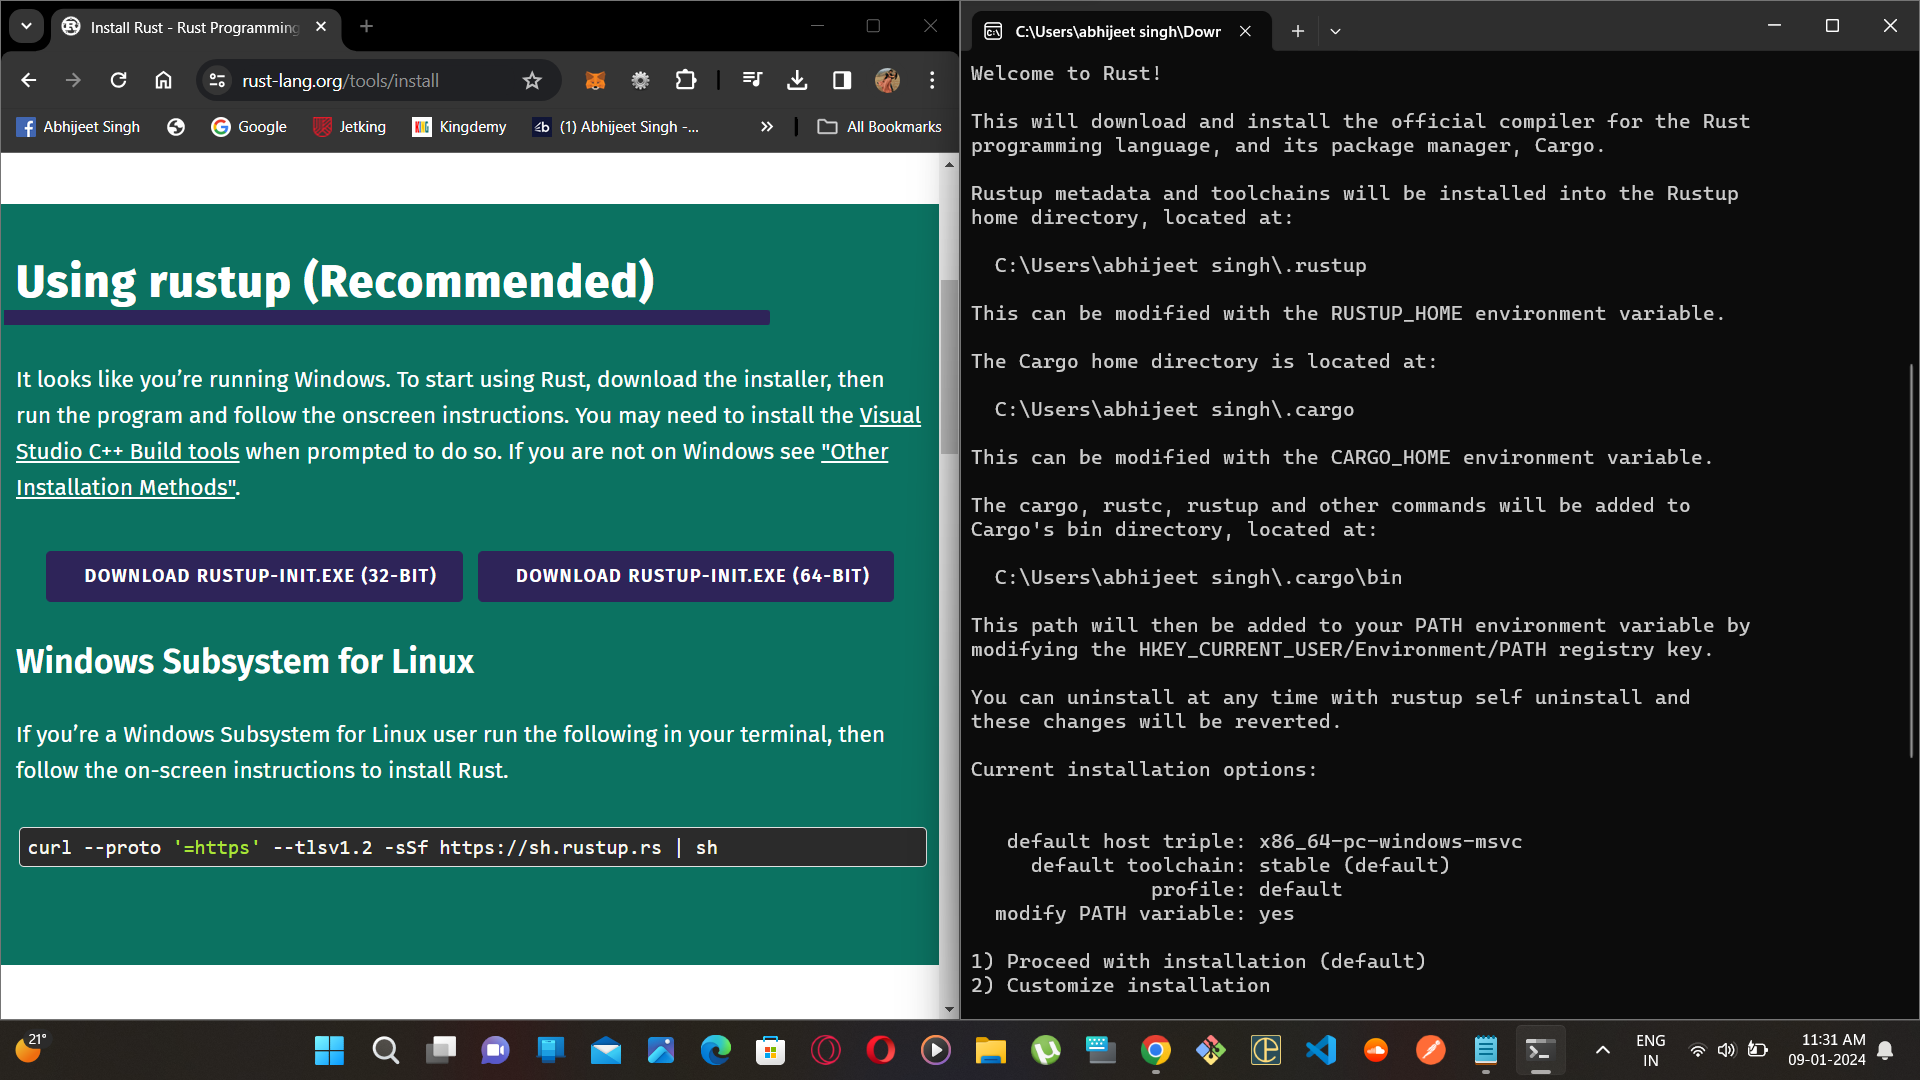 Install Rust - Rust Programming
rust-lang.org/tools/install
Abhijeet Singh
Google
Jetking
KING
Kingdemy
(1) Abhijeet Singh -...
All Bookmarks
Using rustup (Recommended)
It looks like you’re running Windows. To start using Rust, download the installer, then
run the program and follow the onscreen instructions. You may need to install the Visual
Studio C++ Build tools when prompted to do so. If you are not on Windows see "Other
Installation Methods".
DOWNLOAD RUSTUP-INIT.EXE (32-BIT)
DOWNLOAD RUSTUP-INIT.EXE (64-BIT)
Windows Subsystem for Linux
If you’re a Windows Subsystem for Linux user run the following in your terminal, then
follow the on-screen instructions to install Rust.
curl --proto '=https' --tlsv1.2 -sSf https://sh.rustup.rs | sh
C:\Users\abhijeet singh\Dowr
Welcome to Rust!
This will download and install the official compiler for the Rust
programming language, and its package manager, Cargo.
Rustup metadata and toolchains will be installed into the Rustup
home directory, located at:
C:\Users\abhijeet singh\.rustup
This can be modified with the RUSTUP_HOME environment variable.
The Cargo home directory is located at:
C:\Users\abhijeet singh\.cargo
This can be modified with the CARGO_HOME environment variable.
The cargo, rustc, rustup and other commands will be added to
Cargo's bin directory, located at:
C:\Users\abhijeet singh\.cargo\bin
This path will then be added to your PATH environment variable by
modifying the HKEY_CURRENT_USER/Environment/PATH registry key.
You can uninstall at any time with rustup self uninstall and
these changes will be reverted.
Current installation options:
default host triple: x86_64-pc-windows-msvc
default toolchain: stable (default)
profile: default
modify PATH variable: yes
1) Proceed with installation (default)
2) Customize installation
21°
ENG
IN
11:31 AM
09-01-2024